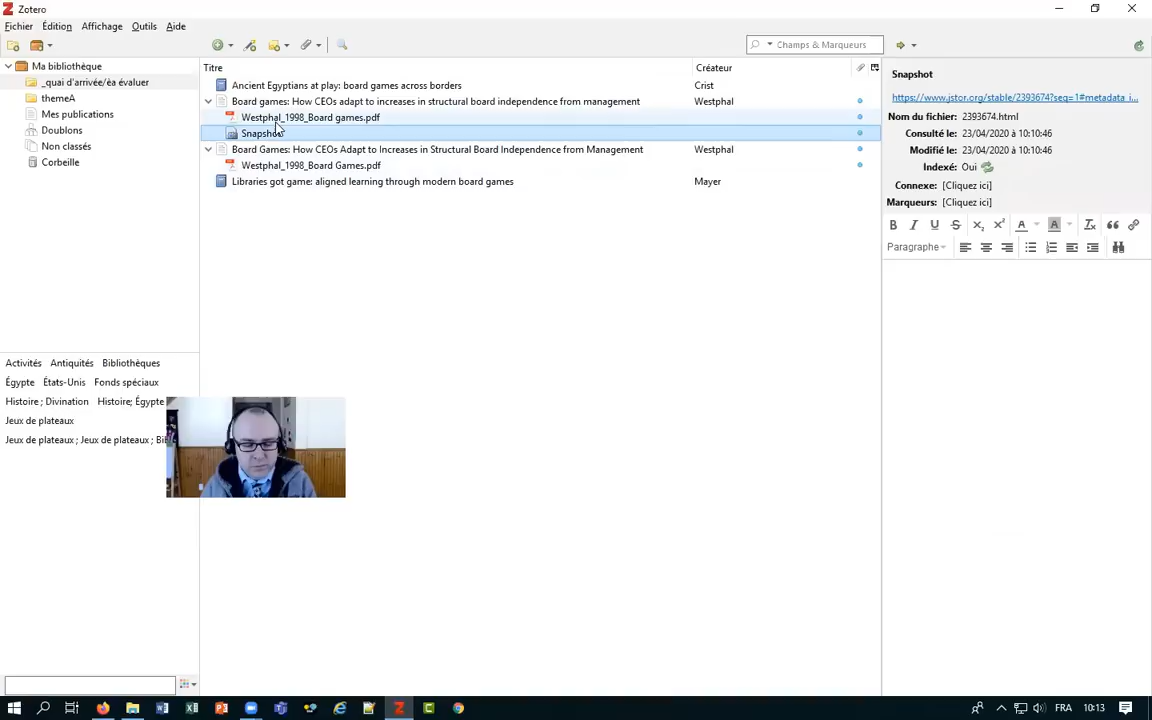 Zotero
Fichier Édition Affichage Outils Aide
Champs & Marqueurs
Ma bibliothèque
_quai d'arrivée/èa évaluer
themeA
Mes publications
Doublons
Non classés
Corbeille
Titre Créateur
Ancient Egyptians at play: board games across borders Crist
Board games: How CEOs adapt to increases in structural board independence from management Westphal
Westphal_1998_Board games.pdf
Snapshot
Board Games: How CEOs Adapt to Increases in Structural Board Independence from Management Westphal
Westphal_1998_Board Games.pdf
Libraries got game: aligned learning through modern board games Mayer
Snapshot
https://www.jstor.org/stable/2393674?seq=1#metadata_i...
Nom du fichier: 2393674.html
Consulté le: 23/04/2020 à 10:10:46
Modifié le: 23/04/2020 à 10:10:46
Indexé: Oui
Connexe: [Cliquez ici]
Marqueurs: [Cliquez ici]
Paragraphe
Activités Antiquités Bibliothèques
Égypte États-Unis Fonds spéciaux
Histoire ; Divination Histoire; Égypte
Jeux de plateaux
Jeux de plateaux ; Jeux de plateaux ; Bi
FRA 10:13